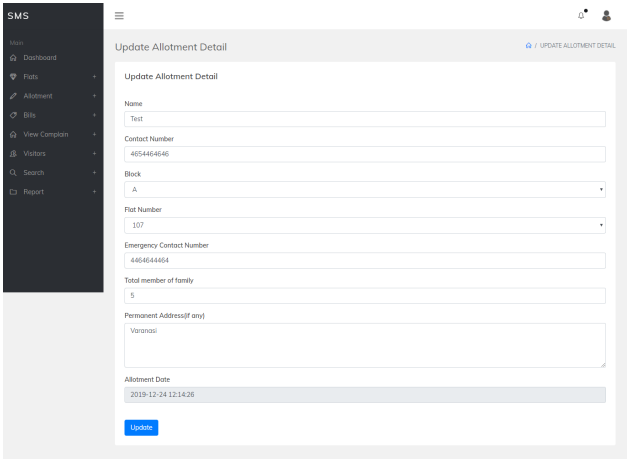 SMS
Main
Dashboard
Flats +
Allotment +
Bills +
View Complain +
Visitors +
Search +
Report +
Update Allotment Detail
/ UPDATE ALLOTMENT DETAIL
Update Allotment Detail
Name
Test
Contact Number
4654464646
Block
A
Flat Number
107
Emergency Contact Number
4464644464
Total member of family
5
Permanent Address(if any)
Varanasi
Allotment Date
2019-12-24 12:14:26
Update